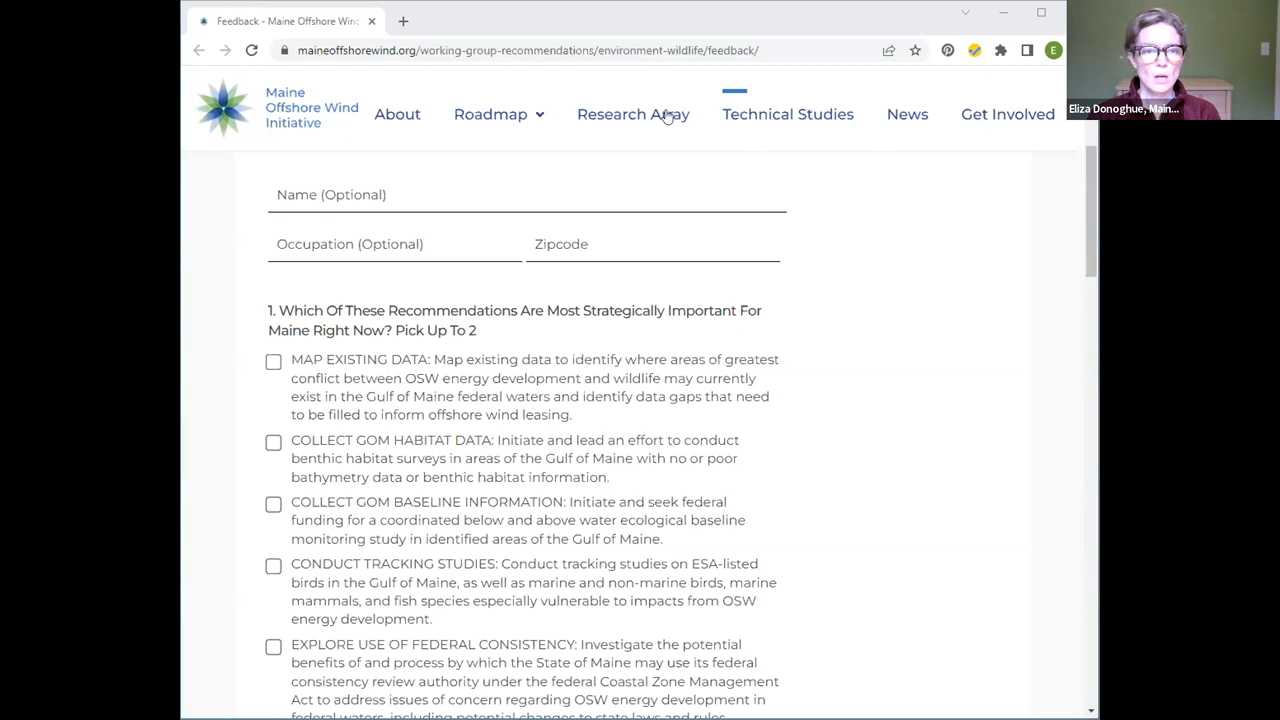 Feedback - Maine Offshore Winc
maineoffshorewind.org/working-group-recommendations/environment-wildlife/feedback/
E
Eliza Donoghue, Main...
Maine
Offshore Wind
Initiative
About
Roadmap
Research Array
Technical Studies
News
Get Involved
Name (Optional)
Occupation (Optional)
Zipcode
1. Which Of These Recommendations Are Most Strategically Important For
Maine Right Now? Pick Up To 2
MAP EXISTING DATA: Map existing data to identify where areas of greatest
conflict between OSW energy development and wildlife may currently
exist in the Gulf of Maine federal waters and identify data gaps that need
to be filled to inform offshore wind leasing.
COLLECT GOM HABITAT DATA: Initiate and lead an effort to conduct
benthic habitat surveys in areas of the Gulf of Maine with no or poor
bathymetry data or benthic habitat information.
COLLECT GOM BASELINE INFORMATION: Initiate and seek federal
funding for a coordinated below and above water ecological baseline
monitoring study in identified areas of the Gulf of Maine.
CONDUCT TRACKING STUDIES: Conduct tracking studies on ESA-listed
birds in the Gulf of Maine, as well as marine and non-marine birds, marine
mammals, and fish species especially vulnerable to impacts from OSW
energy development.
EXPLORE USE OF FEDERAL CONSISTENCY: Investigate the potential
benefits of and process by which the State of Maine may use its federal
consistency review authority under the federal Coastal Zone Management
Act to address issues of concern regarding OSW energy development in
federal waters, including potential changes to state laws and rules